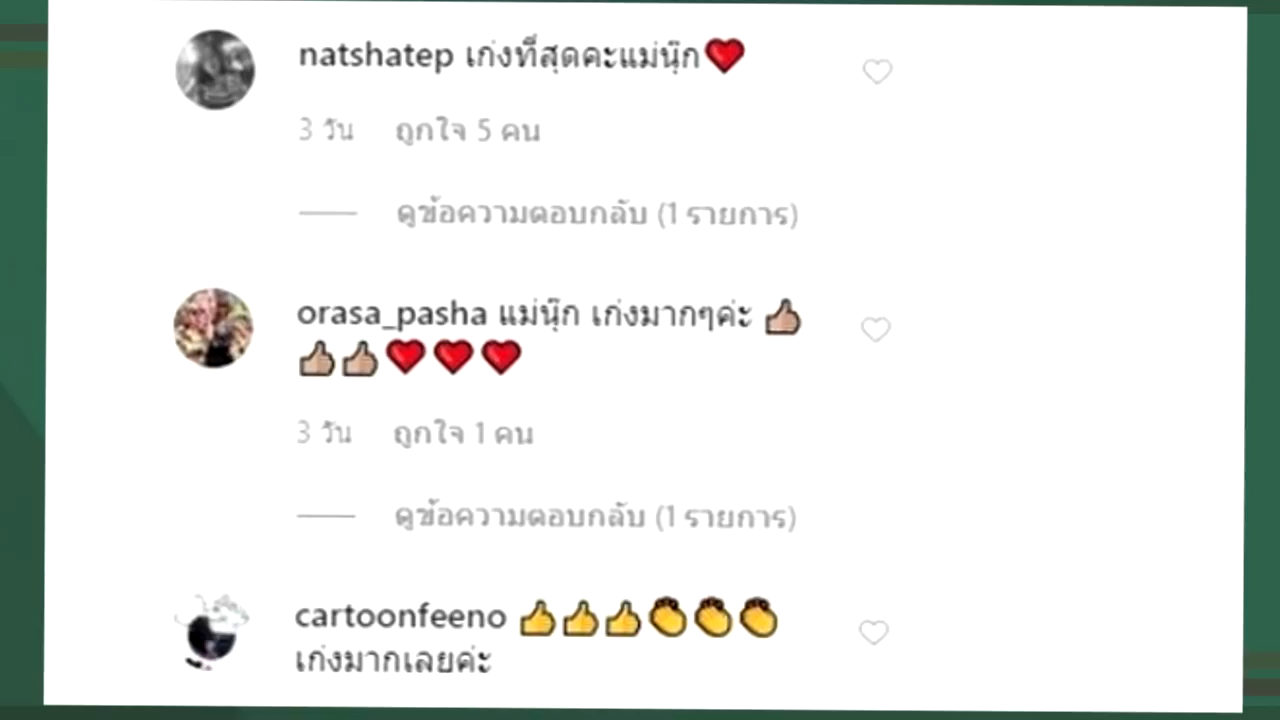 natshatep เก่งที่สุดคะแม่นุ๊ก❤️
3 วัน ถูกใจ 5 คน
ดูข้อความตอบกลับ (1 รายการ)
orasa_pasha แม่นุ๊ก เก่งมากๆค่ะ 👍🏼
👍🏼👍🏼❤️❤️❤️
3 วัน ถูกใจ 1 คน
ดูข้อความตอบกลับ (1 รายการ)
cartoonfeeno 👍👍👍👏👏👏
เก่งมากเลยค่ะ